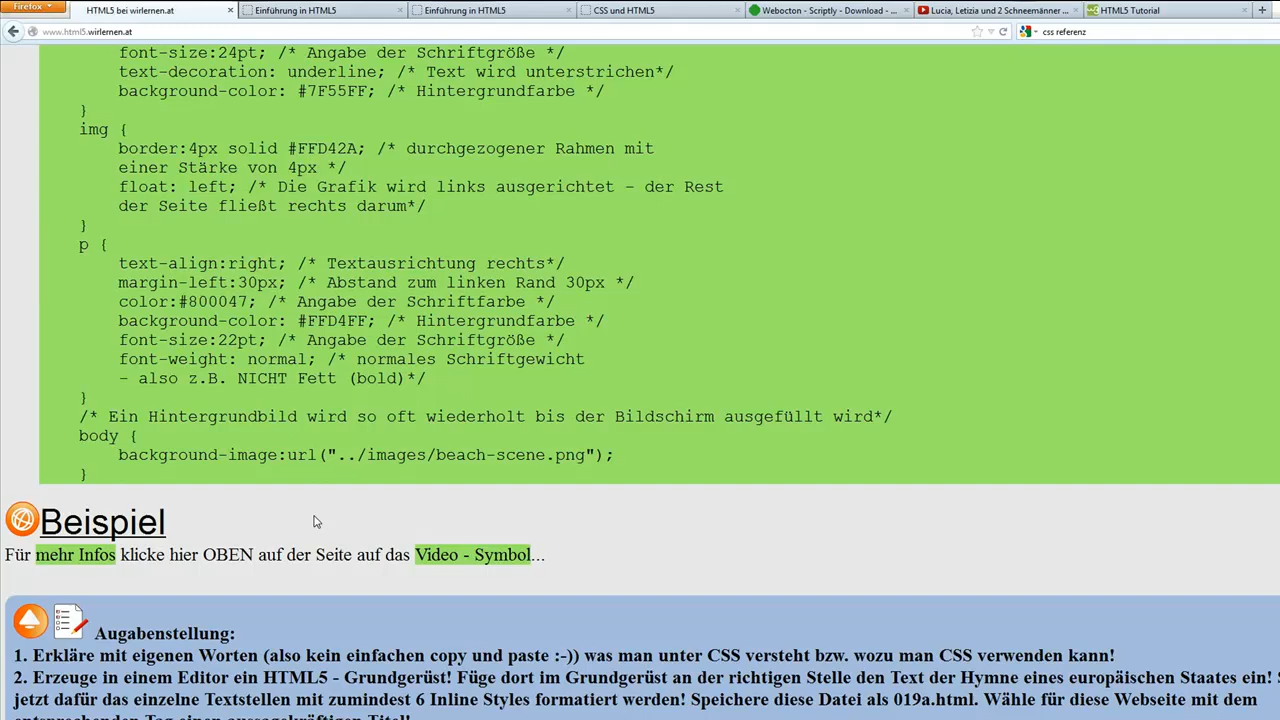 Firefox
HTML5 bei wirlernen.at
Einführung in HTML5
Einführung in HTML5
CSS und HTML5
Webocton - Scriptly - Download - ...
Lucia, Letizia und 2 Schneemänner ...
HTML5 Tutorial
www.html5.wirlernen.at
css referenz
font-size:24pt; /* Angabe der Schriftgröße */
text-decoration: underline; /* Text wird unterstrichen*/
background-color: #7F55FF; /* Hintergrundfarbe */
}
img {
border:4px solid #FFD42A; /* durchgezogener Rahmen mit
einer Stärke von 4px */
float: left; /* Die Grafik wird links ausgerichtet - der Rest
der Seite fließt rechts darum*/
}
p {
text-align:right; /* Textausrichtung rechts*/
margin-left:30px; /* Abstand zum linken Rand 30px */
color:#800047; /* Angabe der Schriftfarbe */
background-color: #FFD4FF; /* Hintergrundfarbe */
font-size:22pt; /* Angabe der Schriftgröße */
font-weight: normal; /* normales Schriftgewicht
- also z.B. NICHT Fett (bold)*/
}
/* Ein Hintergrundbild wird so oft wiederholt bis der Bildschirm ausgefüllt wird*/
body {
background-image:url("../images/beach-scene.png");
}
Beispiel
Für mehr Infos klicke hier OBEN auf der Seite auf das Video - Symbol...
Augabenstellung:
1. Erkläre mit eigenen Worten (also kein einfachen copy und paste :-)) was man unter CSS versteht bzw. wozu man CSS verwenden kann!
2. Erzeuge in einem Editor ein HTML5 - Grundgerüst! Füge dort im Grundgerüst an der richtigen Stelle den Text der Hymne eines europäischen Staates ein!
jetzt dafür das einzelne Textstellen mit zumindest 6 Inline Styles formatiert werden! Speichere diese Datei als 019a.html. Wähle für diese Webseite mit dem
entsprechenden Tag einen aussagekräftigen Titel!